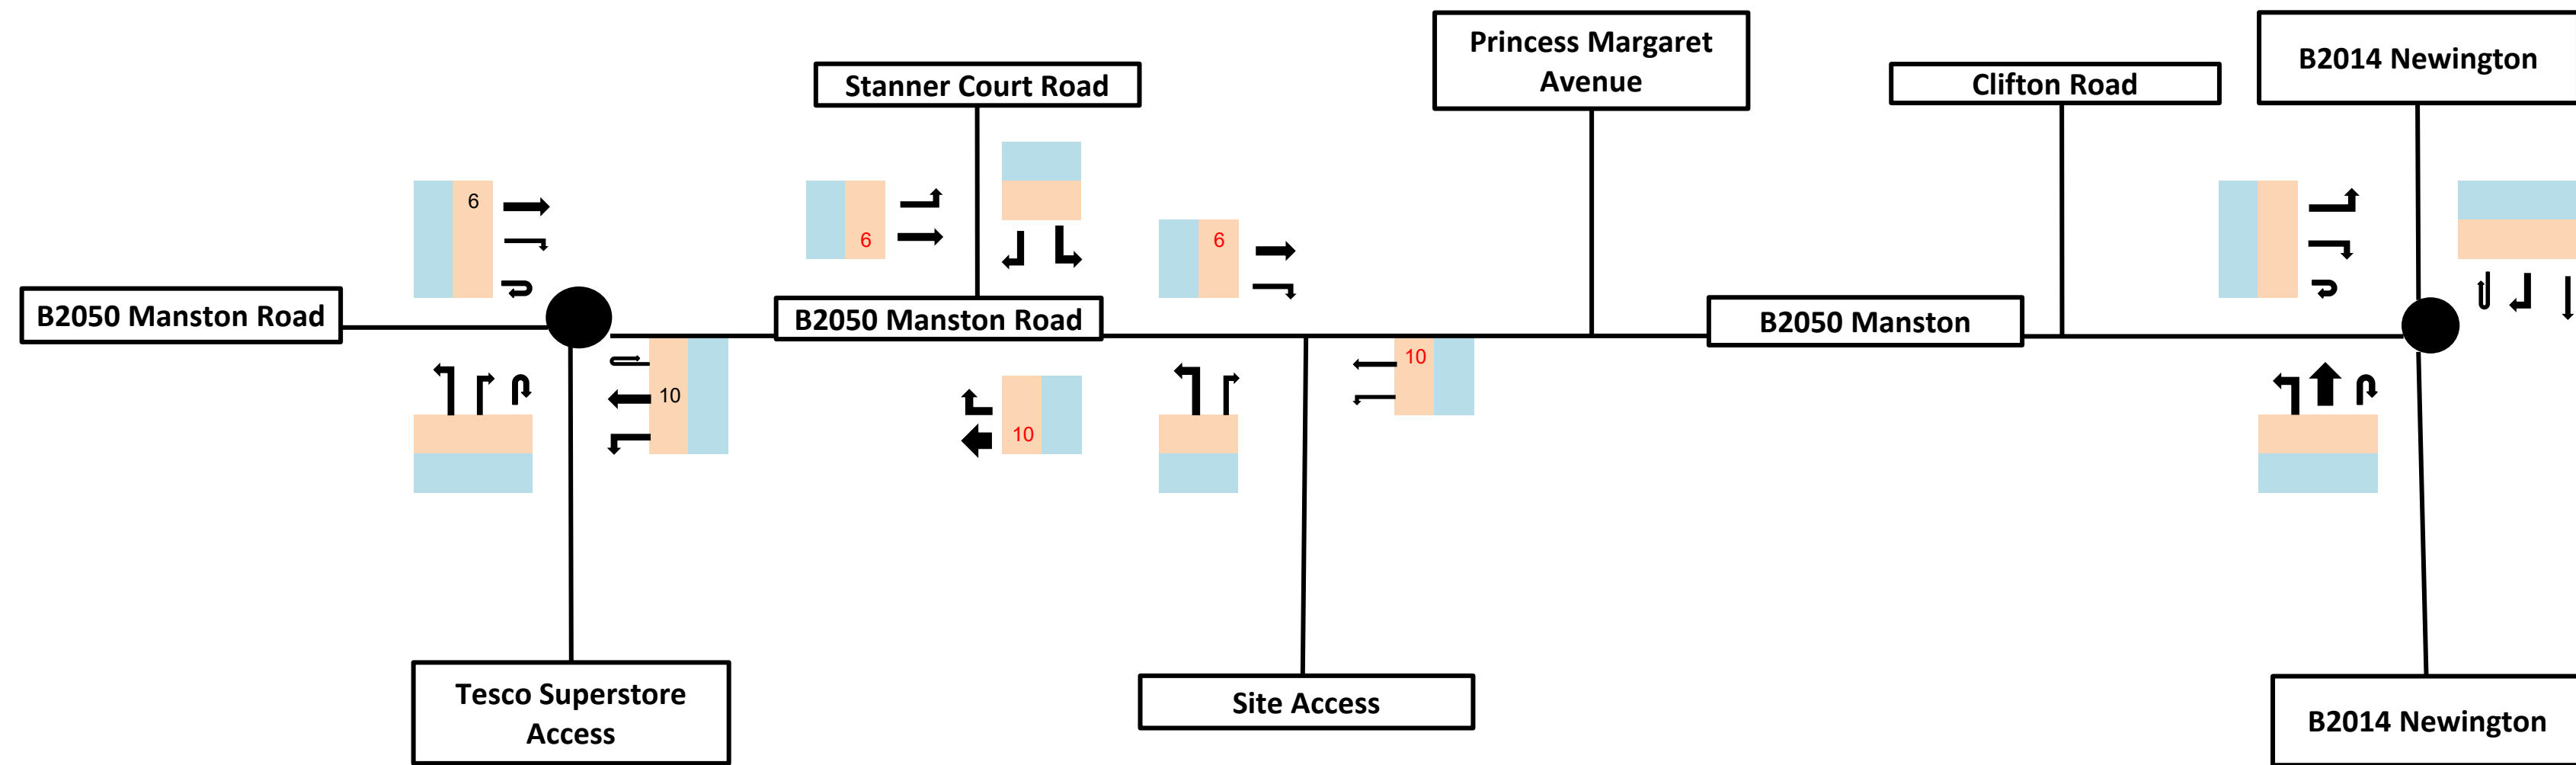 Princess Margaret
Avenue
B2014 Newington
Stanner Court Road
Clifton Road
6
6
6
B2050 Manston Road
B2050 Manston Road
B2050 Manston
10
10
10
Tesco Superstore
Access
Site Access
B2014 Newington